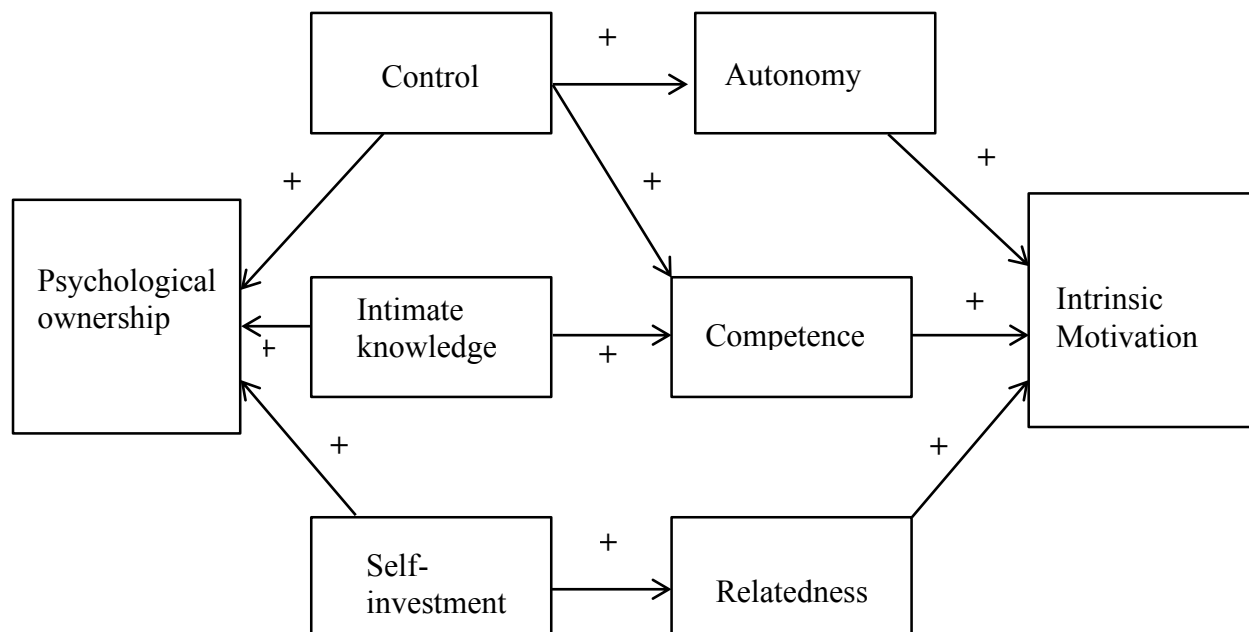 +
Control
Autonomy
+
+
+
Psychological
ownership
Intimate
knowledge
Competence
+
Intrinsic
Motivation
+
+
+
+
+
Self-
investment
Relatedness